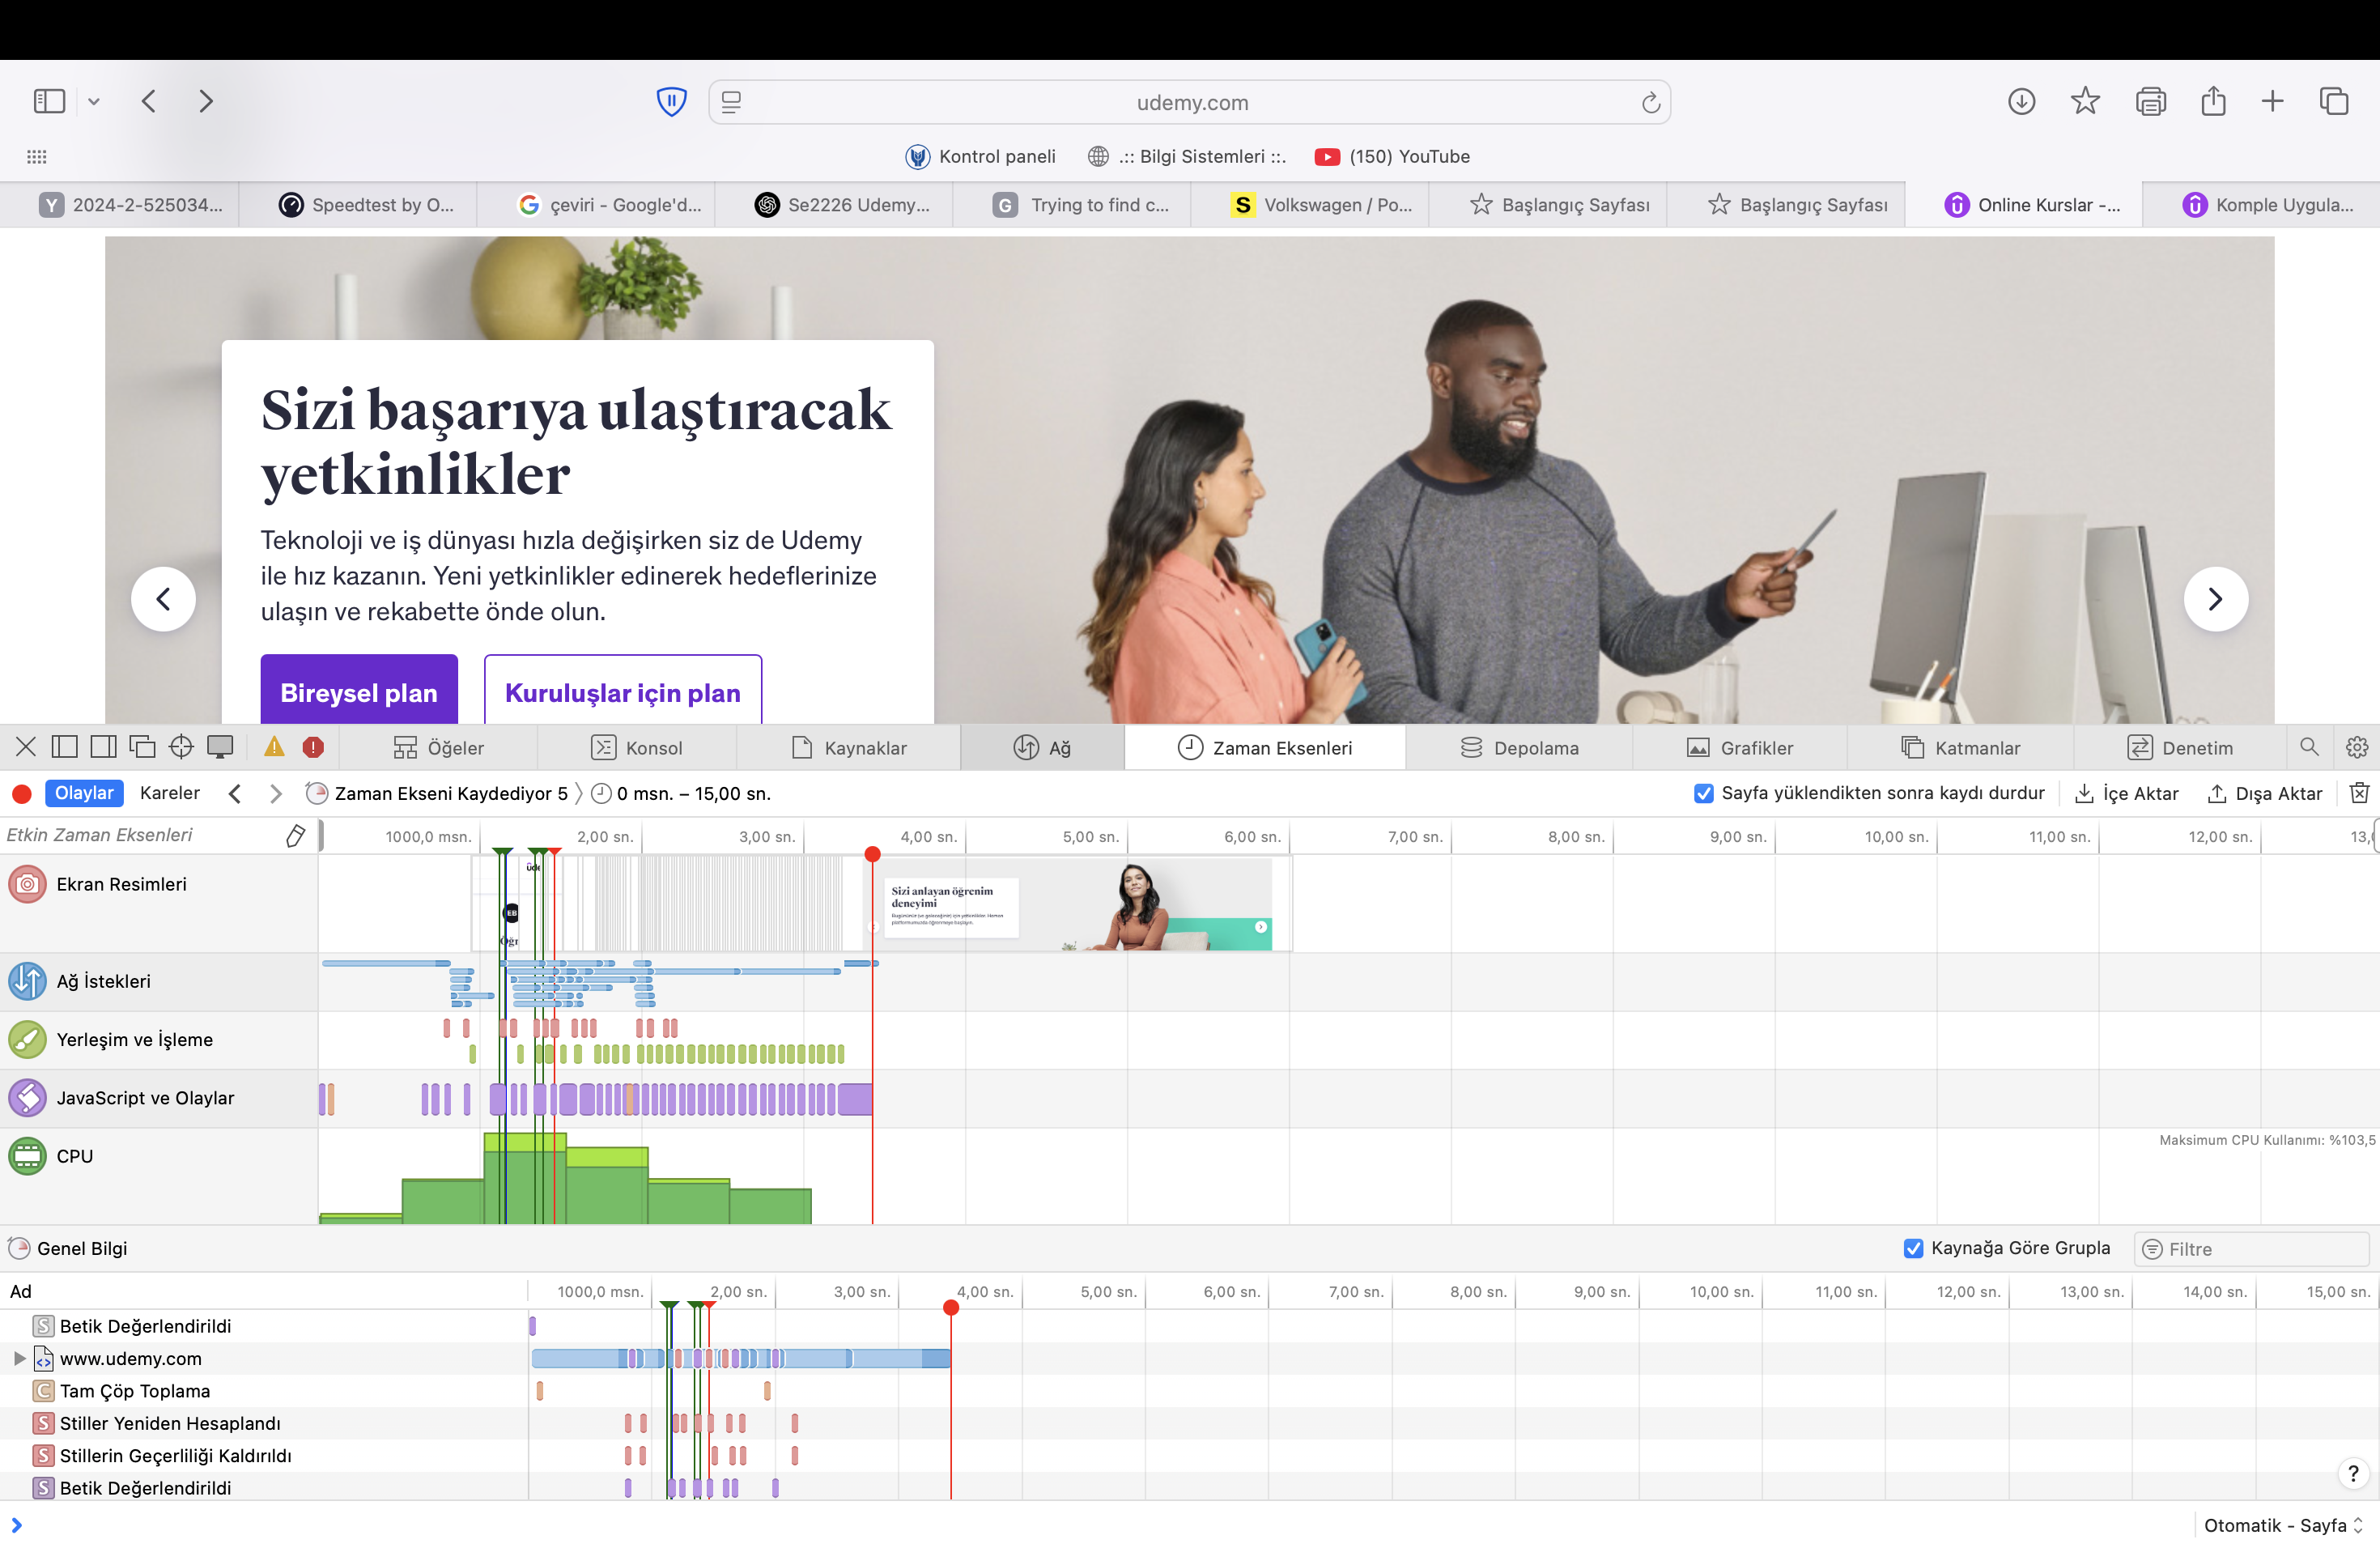 udemy.com
Kontrol paneli
.:: Bilgi Sistemleri ::.
(150) YouTube
Y 2024-2-525034...
Speedtest by O...
çeviri - Google'd...
Se2226 Udemy...
G Trying to find c...
S Volkswagen / Po...
Başlangıç Sayfası
Başlangıç Sayfası
Online Kurslar -...
Komple Uygula...
Sizi başarıya ulaştıracak
yetkinlikler
Teknoloji ve iş dünyası hızla değişirken siz de Udemy
ile hız kazanın. Yeni yetkinlikler edinerek hedeflerinize
ulaşın ve rekabette önde olun.
Bireysel plan
Kuruluşlar için plan
Öğeler
Konsol
Kaynaklar
Ağ
Zaman Eksenleri
Depolama
Grafikler
Katmanlar
Denetim
Olaylar
Kareler
Zaman Ekseni Kaydediyor 5
0 msn. – 15,00 sn.
Sayfa yüklendikten sonra kaydı durdur
İçe Aktar
Dışa Aktar
Etkin Zaman Eksenleri
1000,0 msn. 2,00 sn. 3,00 sn. 4,00 sn. 5,00 sn. 6,00 sn. 7,00 sn. 8,00 sn. 9,00 sn. 10,00 sn. 11,00 sn. 12,00 sn. 13,
Ekran Resimleri
EB
Öğr
Sizi anlayan öğrenim
deneyimi
Ağ İstekleri
Yerleşim ve İşleme
JavaScript ve Olaylar
CPU
Maksimum CPU Kullanımı: %103,5
Genel Bilgi
Kaynağa Göre Grupla
Filtre
Ad
1000,0 msn. 2,00 sn. 3,00 sn. 4,00 sn. 5,00 sn. 6,00 sn. 7,00 sn. 8,00 sn. 9,00 sn. 10,00 sn. 11,00 sn. 12,00 sn. 13,00 sn. 14,00 sn. 15,00 sn.
S Betik Değerlendirildi
www.udemy.com
C Tam Çöp Toplama
S Stiller Yeniden Hesaplandı
S Stillerin Geçerliliği Kaldırıldı
S Betik Değerlendirildi
?
Otomatik - Sayfa